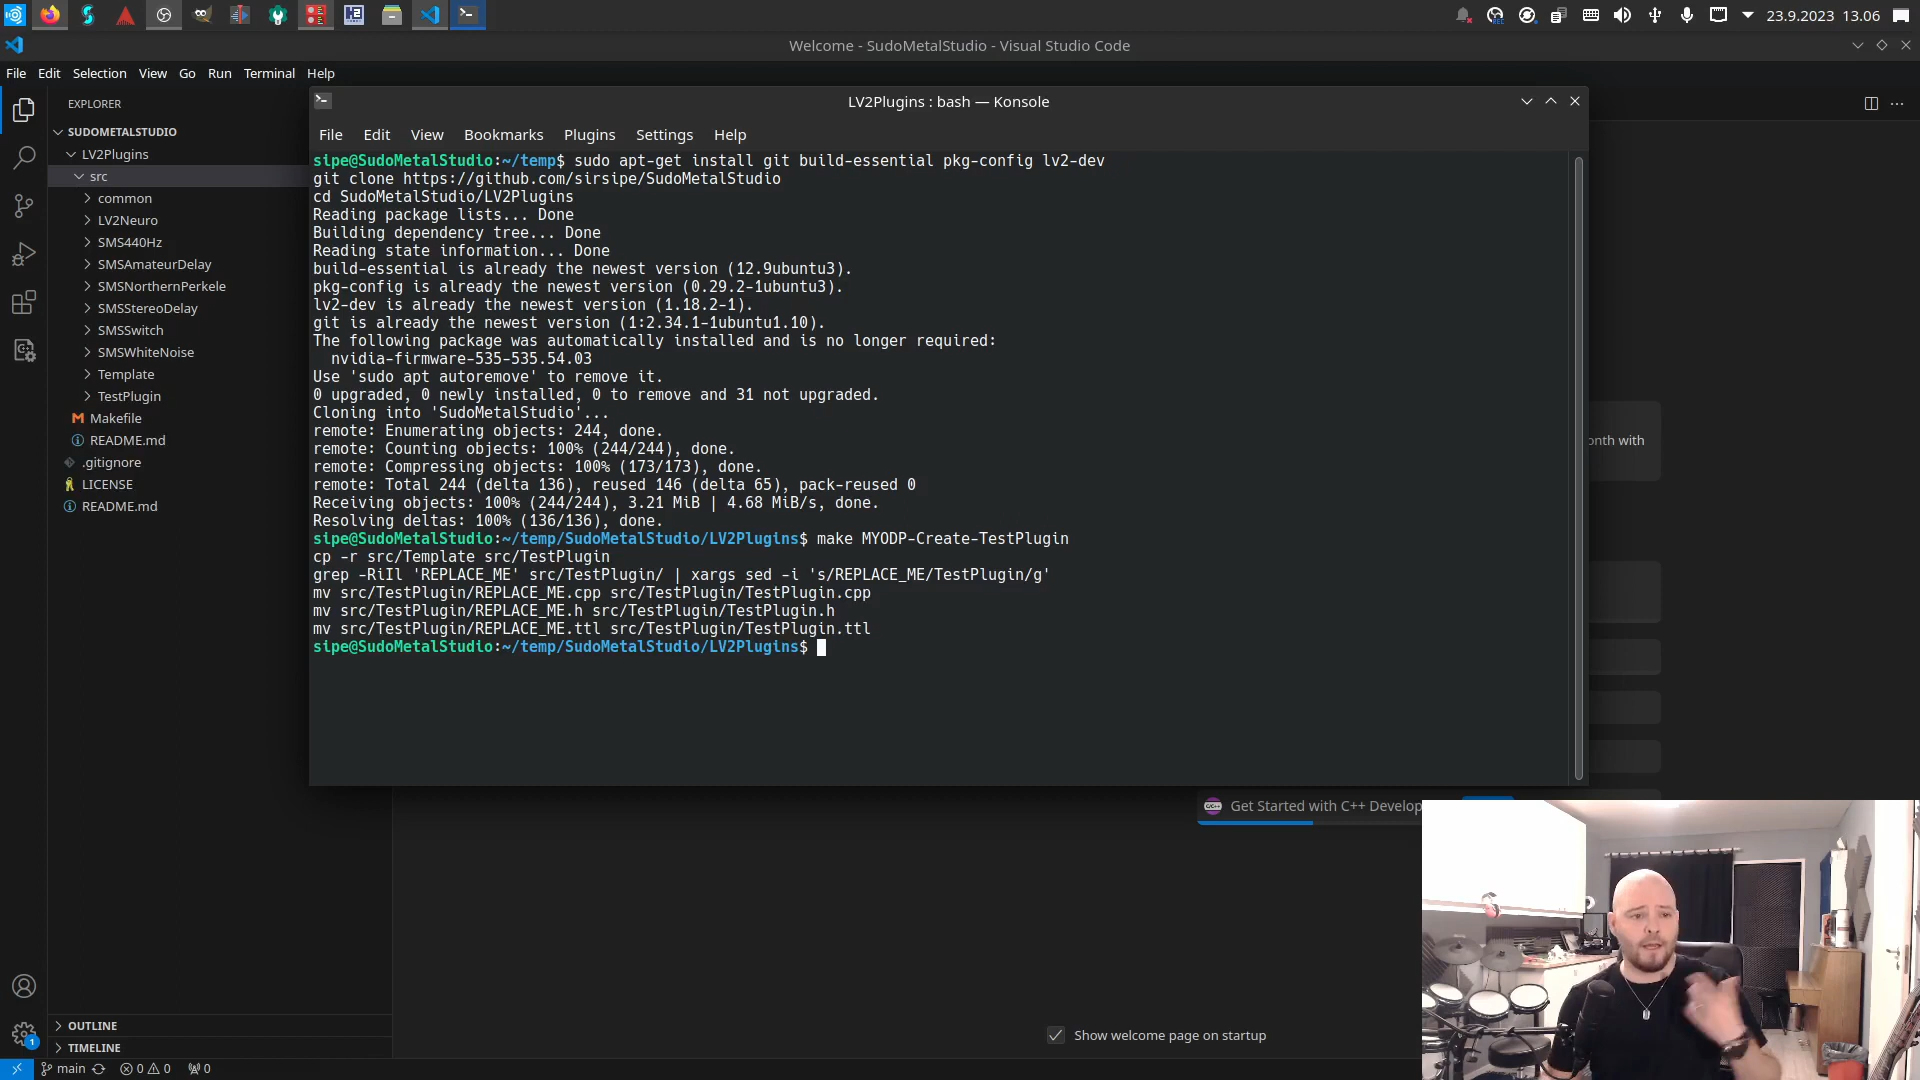 23.9.2023 13.06
Welcome - SudoMetalStudio - Visual Studio Code
File Edit Selection View Go Run Terminal Help
EXPLORER
SUDOMETALSTUDIO
LV2Plugins
src
common
LV2Neuro
SMS440Hz
SMSAmateurDelay
SMSNorthernPerkele
SMSStereoDelay
SMSSwitch
SMSWhiteNoise
Template
TestPlugin
Makefile
README.md
.gitignore
LICENSE
README.md
OUTLINE
TIMELINE
main 0 0 0
LV2Plugins : bash — Konsole
File Edit View Bookmarks Plugins Settings Help
sipe@SudoMetalStudio:~/temp$ sudo apt-get install git build-essential pkg-config lv2-dev
git clone https://github.com/sirsipe/SudoMetalStudio
cd SudoMetalStudio/LV2Plugins
Reading package lists... Done
Building dependency tree... Done
Reading state information... Done
build-essential is already the newest version (12.9ubuntu3).
pkg-config is already the newest version (0.29.2-1ubuntu3).
lv2-dev is already the newest version (1.18.2-1).
git is already the newest version (1:2.34.1-1ubuntu1.10).
The following package was automatically installed and is no longer required:
nvidia-firmware-535-535.54.03
Use 'sudo apt autoremove' to remove it.
0 upgraded, 0 newly installed, 0 to remove and 31 not upgraded.
Cloning into 'SudoMetalStudio'...
remote: Enumerating objects: 244, done.
remote: Counting objects: 100% (244/244), done.
remote: Compressing objects: 100% (173/173), done.
remote: Total 244 (delta 136), reused 146 (delta 65), pack-reused 0
Receiving objects: 100% (244/244), 3.21 MiB | 4.68 MiB/s, done.
Resolving deltas: 100% (136/136), done.
sipe@SudoMetalStudio:~/temp/SudoMetalStudio/LV2Plugins$ make MYODP-Create-TestPlugin
cp -r src/Template src/TestPlugin
grep -RiIl 'REPLACE_ME' src/TestPlugin/ | xargs sed -i 's/REPLACE_ME/TestPlugin/g'
mv src/TestPlugin/REPLACE_ME.cpp src/TestPlugin/TestPlugin.cpp
mv src/TestPlugin/REPLACE_ME.h src/TestPlugin/TestPlugin.h
mv src/TestPlugin/REPLACE_ME.ttl src/TestPlugin/TestPlugin.ttl
sipe@SudoMetalStudio:~/temp/SudoMetalStudio/LV2Plugins$
onth with
Get Started with C++ Develop
Show welcome page on startup